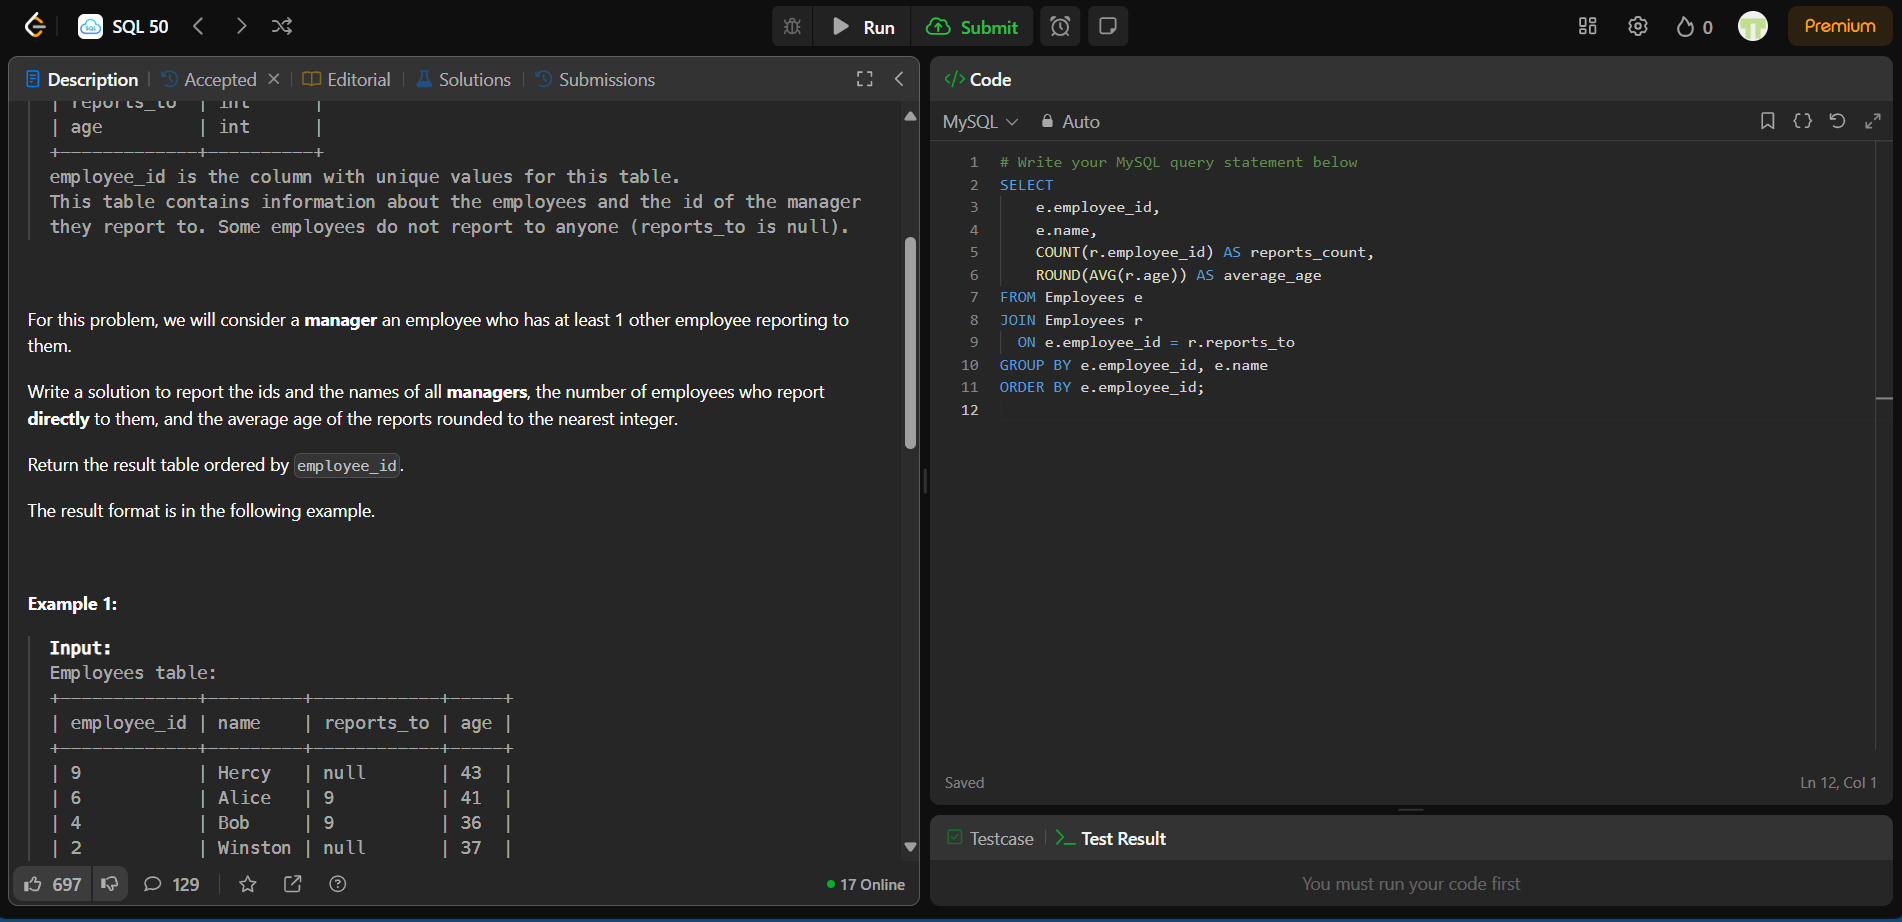 SQL 50
Run
Submit
0
Premium
Description
Accepted
Editorial
Solutions
Submissions
| reports_to | int |
| age | int |
+-------------+----------+
employee_id is the column with unique values for this table.
This table contains information about the employees and the id of the manager
they report to. Some employees do not report to anyone (reports_to is null).
For this problem, we will consider a manager an employee who has at least 1 other employee reporting to
them.
Write a solution to report the ids and the names of all managers, the number of employees who report
directly to them, and the average age of the reports rounded to the nearest integer.
Return the result table ordered by employee_id.
The result format is in the following example.
Example 1:
Input:
Employees table:
+-------------+---------+------------+-----+
| employee_id | name | reports_to | age |
+-------------+---------+------------+-----+
| 9 | Hercy | null | 43 |
| 6 | Alice | 9 | 41 |
| 4 | Bob | 9 | 36 |
| 2 | Winston | null | 37 |
697
129
17 Online
</> Code
MySQL
Auto
1 # Write your MySQL query statement below
2 SELECT
3 e.employee_id,
4 e.name,
5 COUNT(r.employee_id) AS reports_count,
6 ROUND(AVG(r.age)) AS average_age
7 FROM Employees e
8 JOIN Employees r
9 ON e.employee_id = r.reports_to
10 GROUP BY e.employee_id, e.name
11 ORDER BY e.employee_id;
12
Saved
Ln 12, Col 1
Testcase
Test Result
You must run your code first